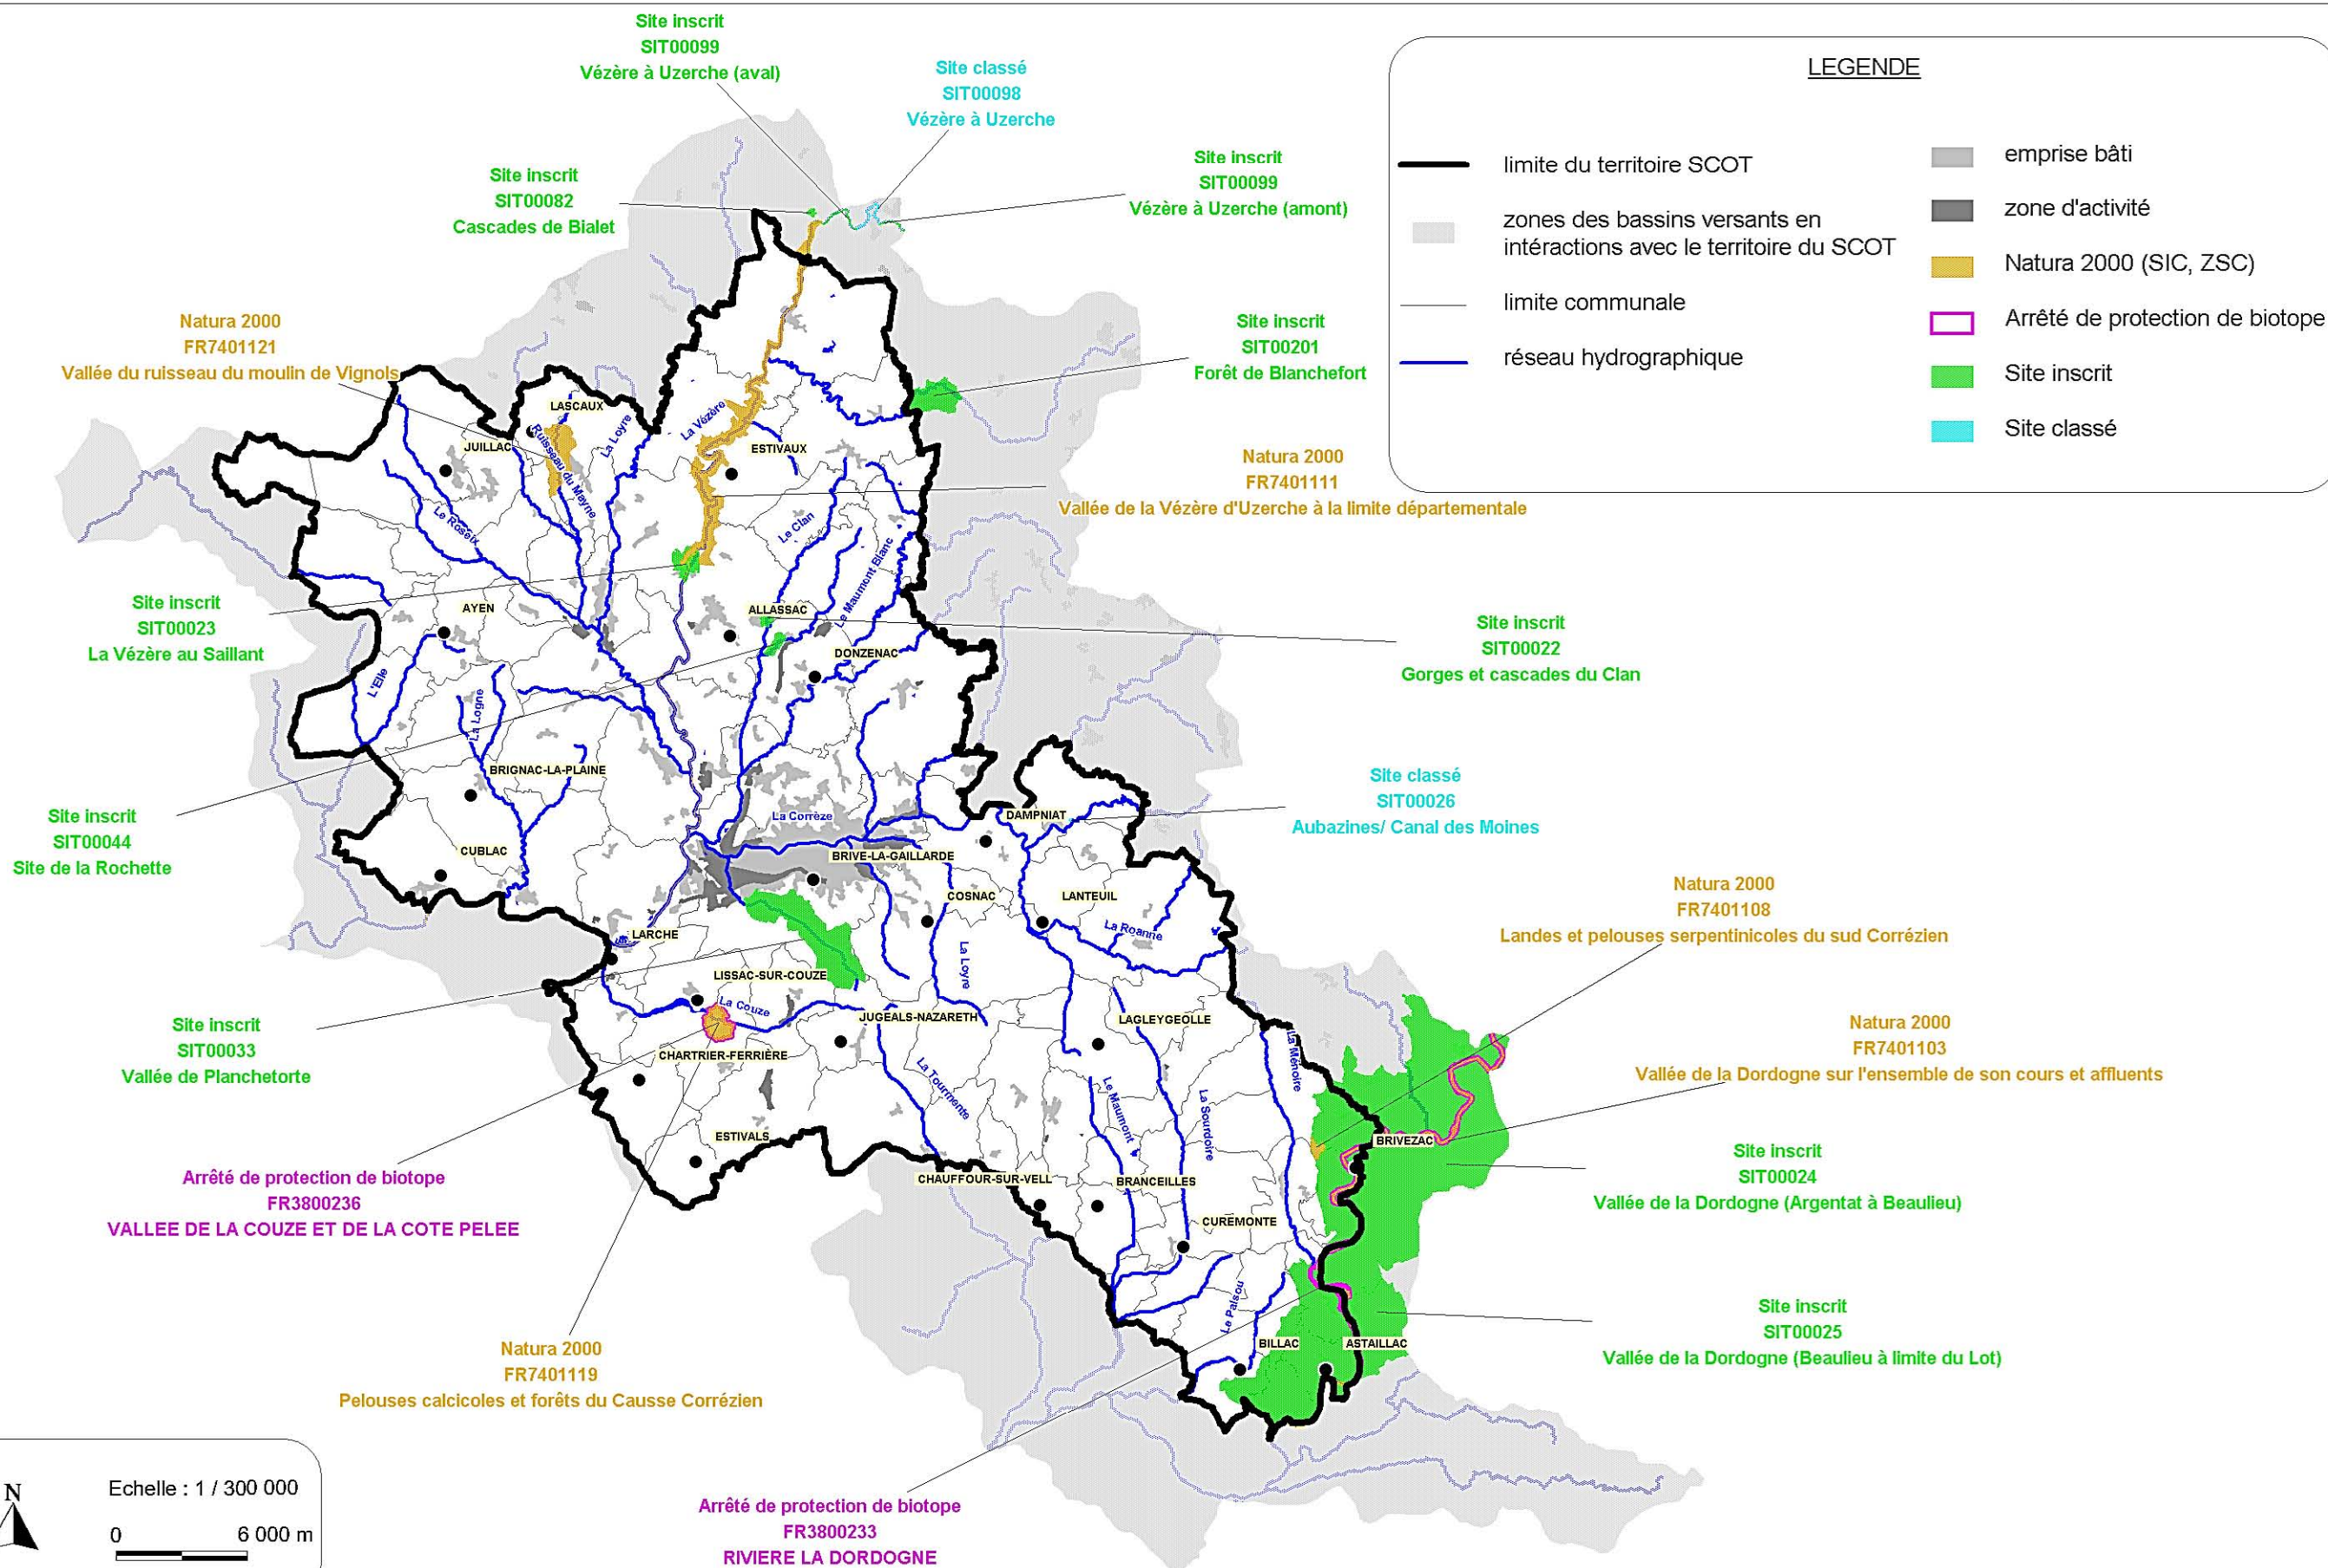 Site inscrit
SIT00099
Vézère à Uzerche (aval)
Site classé
SIT00098
Vézère à Uzerche
Site inscrit
SIT00099
Vézère à Uzerche (amont)
Site inscrit
SIT00082
Cascades de Bialet
LEGENDE
limite du territoire SCOT
zones des bassins versants en
intéractions avec le territoire du SCOT
limite communale
réseau hydrographique
emprise bâti
zone d'activité
Natura 2000 (SIC, ZSC)
Arrêté de protection de biotope
Site inscrit
Site classé
Natura 2000
FR7401121
Vallée du ruisseau du moulin de Vignols
Site inscrit
SIT00201
Forêt de Blanchefort
Natura 2000
FR7401111
Vallée de la Vézère d'Uzerche à la limite départementale
LASCAUX
JUILLAC
Ruisseau du Mayne
La Loyre
La Vézère
ESTIVAUX
Le Roseix
Le Clan
Le Maumont Blanc
Site inscrit
SIT00023
La Vézère au Saillant
AYEN
ALLASSAC
DONZENAC
Site inscrit
SIT00022
Gorges et cascades du Clan
L'Elle
La Logne
BRIGNAC-LA-PLAINE
Site inscrit
SIT00044
Site de la Rochette
Site classé
SIT00026
Aubazines/ Canal des Moines
La Corrèze
DAMPNIAT
CUBLAC
BRIVE-LA-GAILLARDE
COSNAC
LANTEUIL
La Roanne
LARCHE
La Loyre
LISSAC-SUR-COUZE
La Couze
JUGEALS-NAZARETH
LAGLEYGEOLLE
La Ménoire
Natura 2000
FR7401108
Landes et pelouses serpentinicoles du sud Corrézien
Natura 2000
FR7401103
Vallée de la Dordogne sur l'ensemble de son cours et affluents
Site inscrit
SIT00033
Vallée de Planchetorte
CHARTRIER-FERRIÈRE
La Tourmente
Le Maumont
La Sourdoire
ESTIVALS
BRIVEZAC
Site inscrit
SIT00024
Vallée de la Dordogne (Argentat à Beaulieu)
Arrêté de protection de biotope
FR3800236
VALLEE DE LA COUZE ET DE LA COTE PELEE
CHAUFFOUR-SUR-VELL
BRANCEILLES
CUREMONTE
Le Palsou
BILLAC
ASTAILLAC
Site inscrit
SIT00025
Vallée de la Dordogne (Beaulieu à limite du Lot)
Natura 2000
FR7401119
Pelouses calcicoles et forêts du Causse Corrézien
Arrêté de protection de biotope
FR3800233
RIVIERE LA DORDOGNE
N
Echelle : 1 / 300 000
0
6 000 m